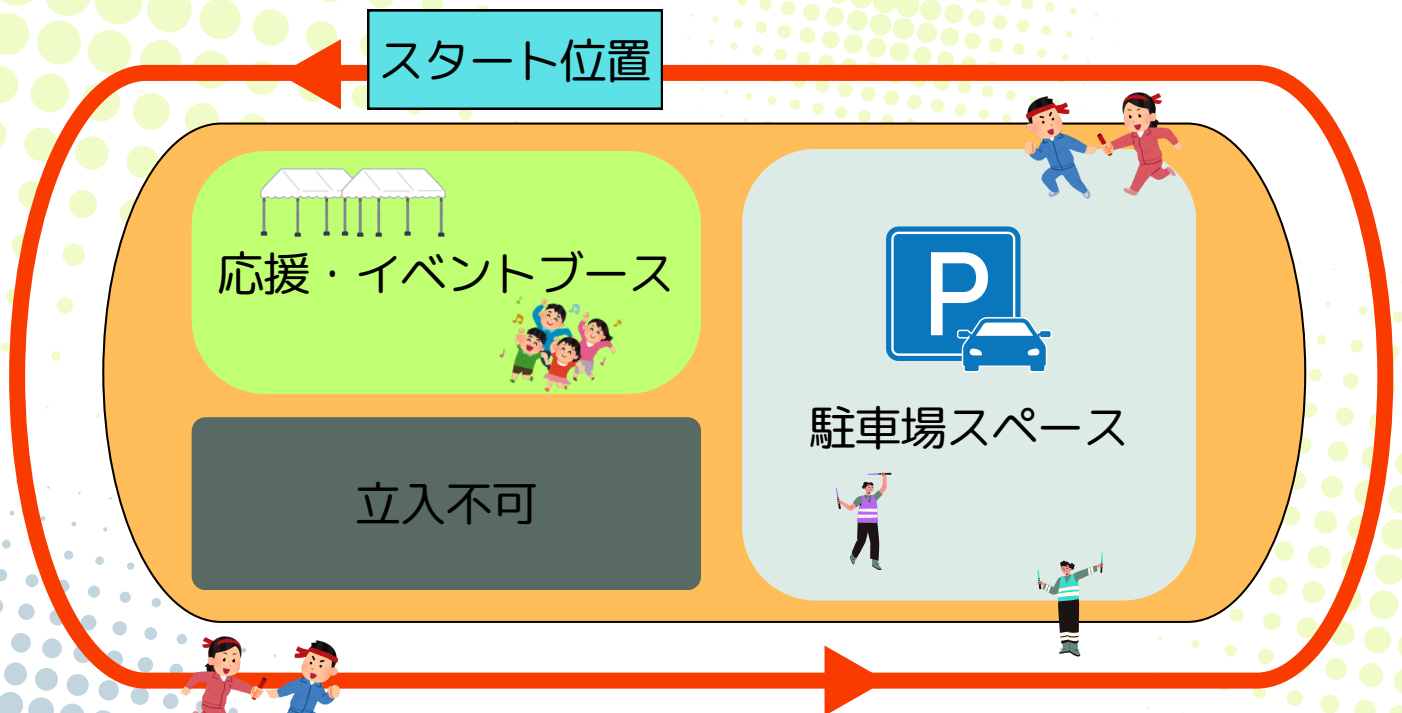 スタート位置
応援・イベントブース
P
駐車場スペース
立入不可